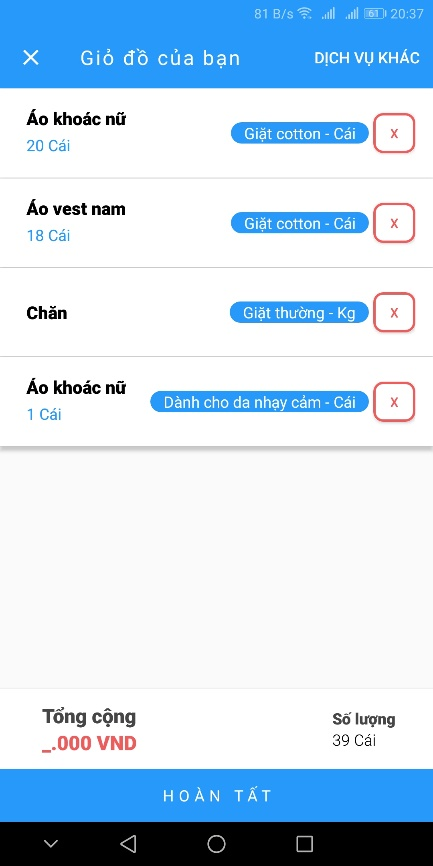 81 B/s 61 20:37
Giỏ đồ của bạn DỊCH VỤ KHÁC
Áo khoác nữ
20 Cái
Giặt cotton - Cái X
Áo vest nam
18 Cái
Giặt cotton - Cái X
Chăn
Giặt thường - Kg X
Áo khoác nữ
1 Cái
Dành cho da nhạy cảm - Cái X
Tổng cộng
_.000 VND
Số lượng
39 Cái
HOÀN TẤT